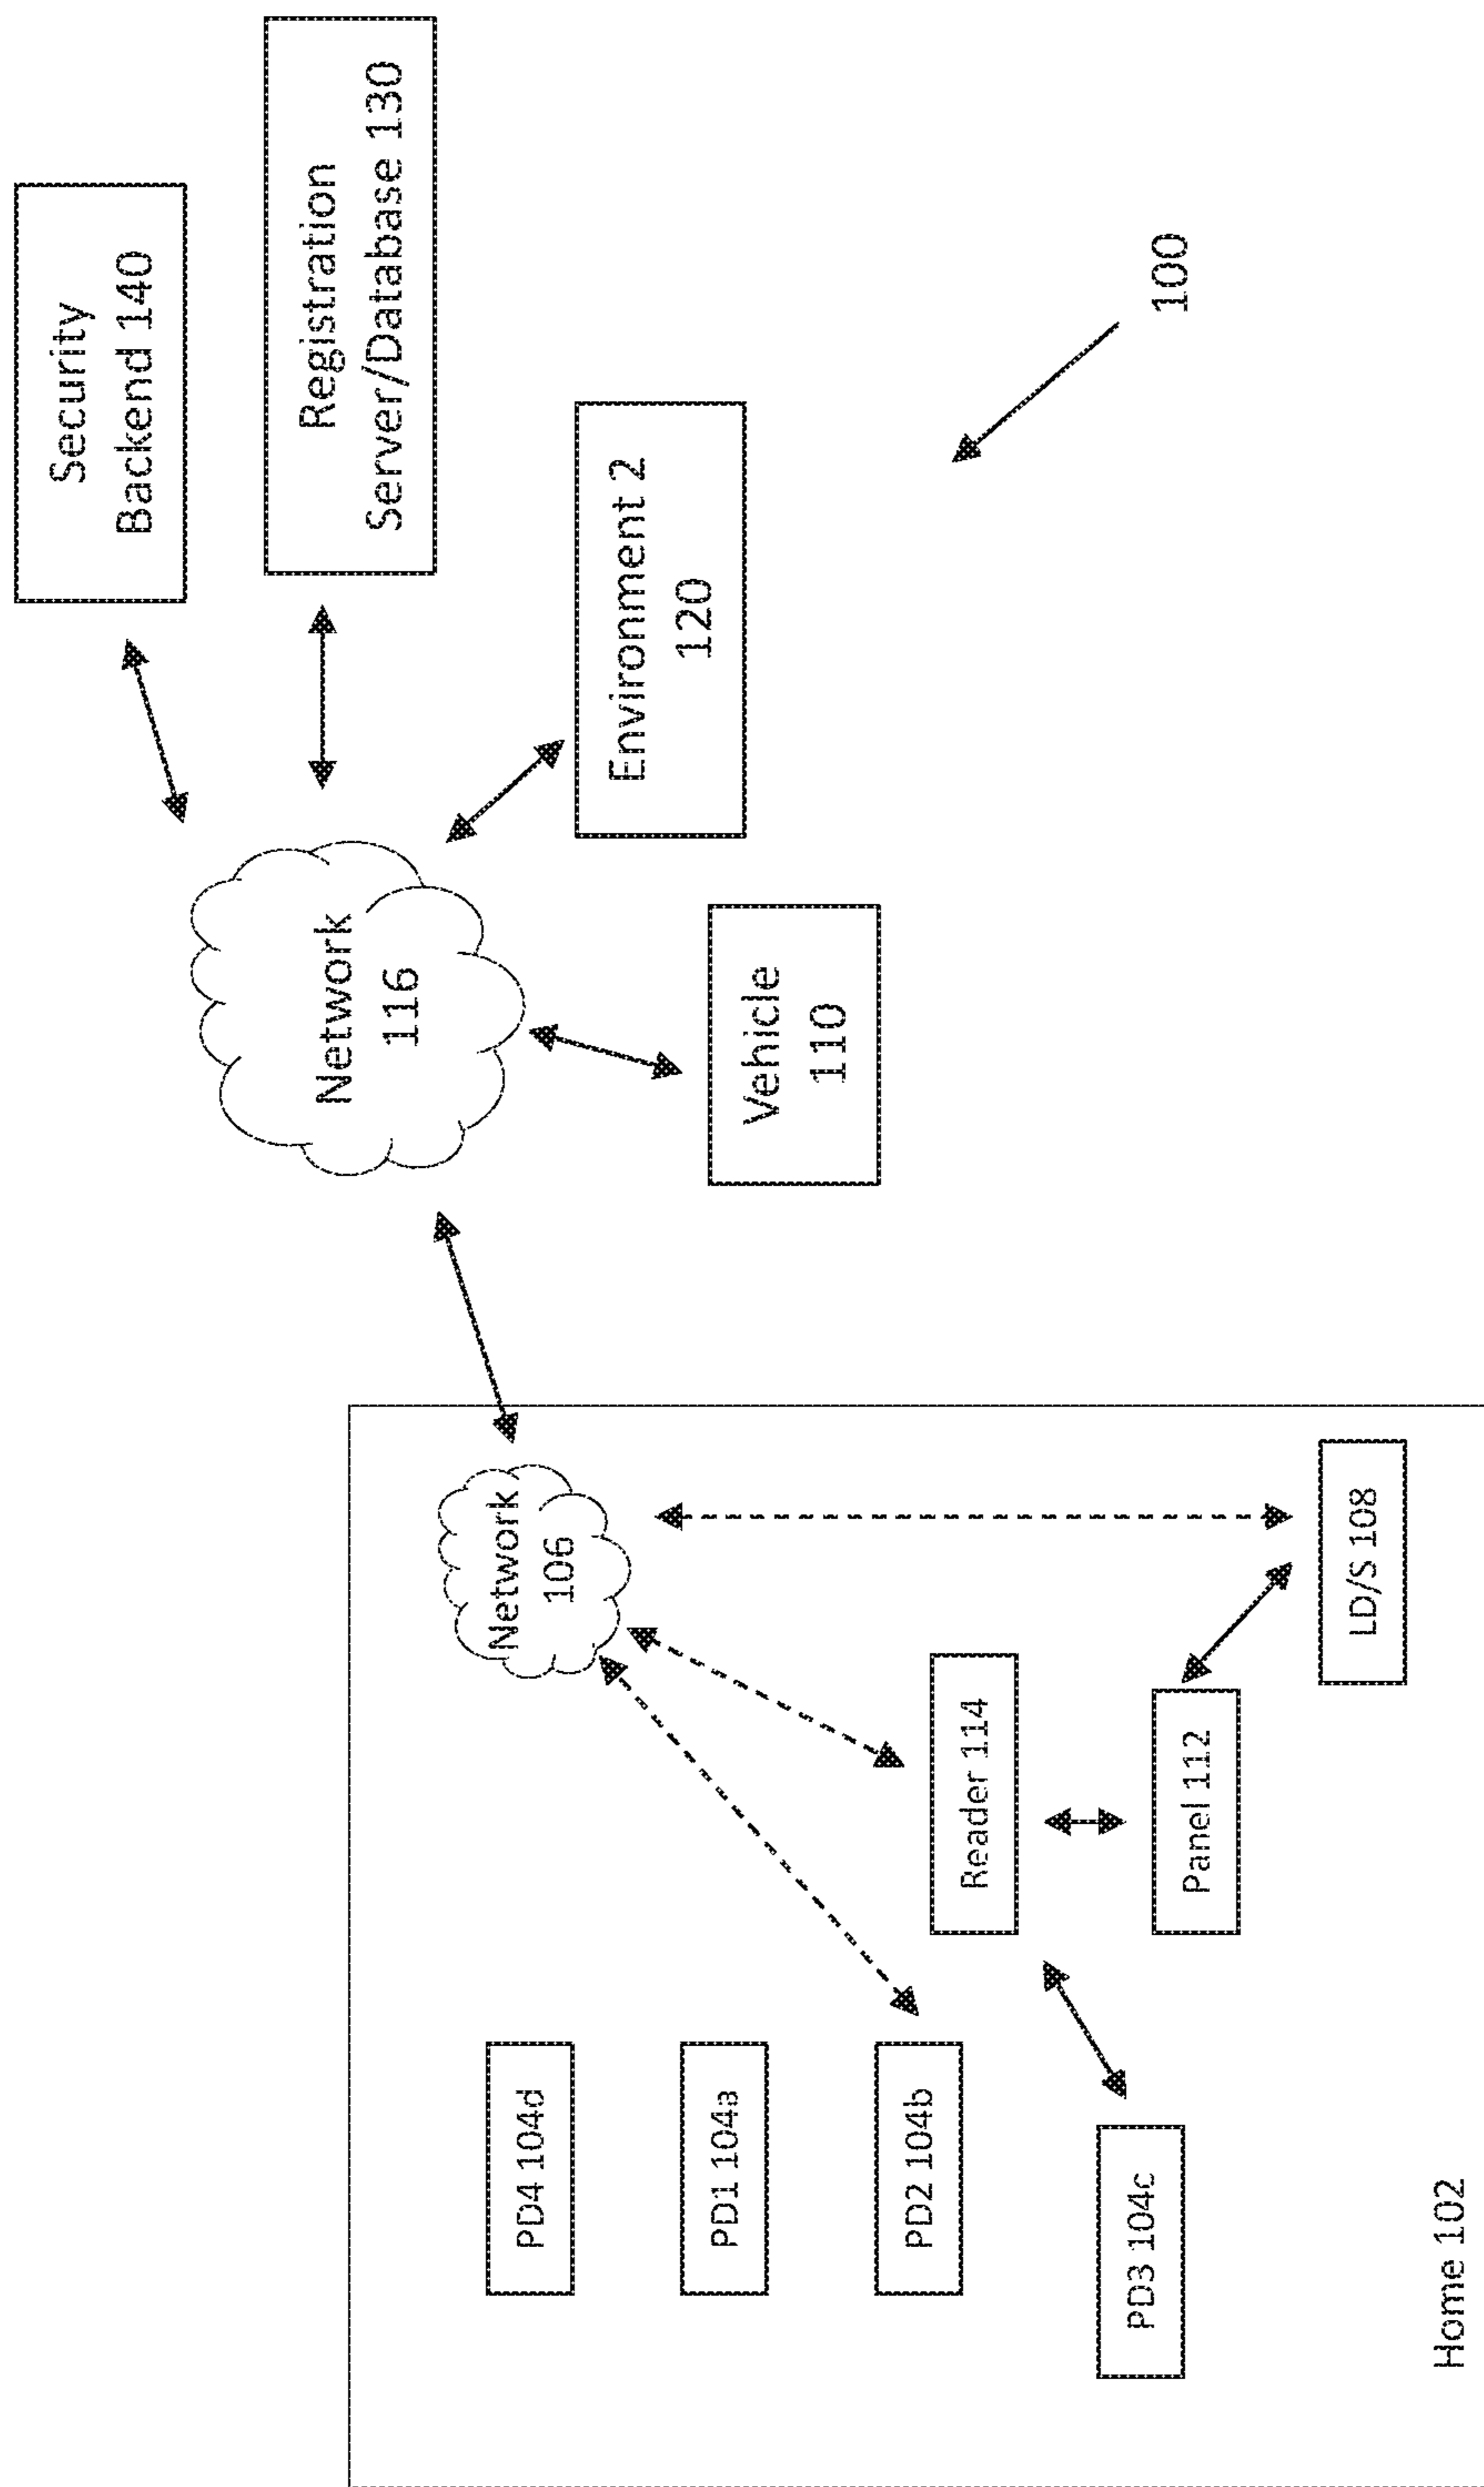 Security
Backend 140
Registration
Server/Database 130
Network
116
Environment 2
120
Vehicle
110
100
Network
106
PD4 104d
PD1 104a
PD2 104b
Reader 114
PD3 104c
Panel 112
LD/S 108
Home 102